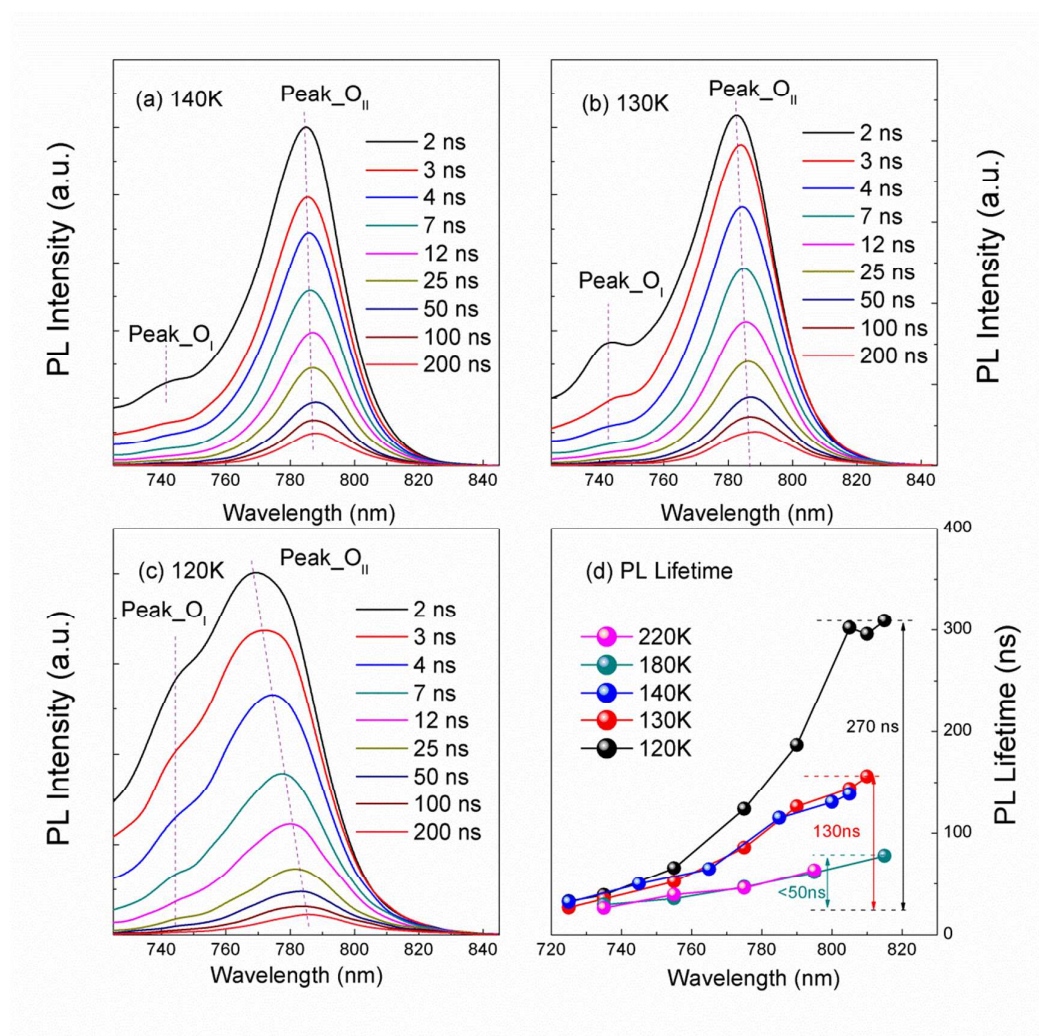 (a) 140K
Peak_O_II
Peak_O_I
2 ns
3 ns
4 ns
7 ns
12 ns
25 ns
50 ns
100 ns
200 ns
PL Intensity (a.u.)
740 760 780 800 820 840
Wavelength (nm)
(b) 130K
Peak_O_II
Peak_O_I
2 ns
3 ns
4 ns
7 ns
12 ns
25 ns
50 ns
100 ns
200 ns
PL Intensity (a.u.)
740 760 780 800 820 840
Wavelength (nm)
(c) 120K
Peak_O_II
Peak_O_I
2 ns
3 ns
4 ns
7 ns
12 ns
25 ns
50 ns
100 ns
200 ns
PL Intensity (a.u.)
740 760 780 800 820 840
Wavelength (nm)
(d) PL Lifetime
220K
180K
140K
130K
120K
270 ns
130ns
<50ns
400
300
200
100
0
PL Lifetime (ns)
720 740 760 780 800 820
Wavelength (nm)